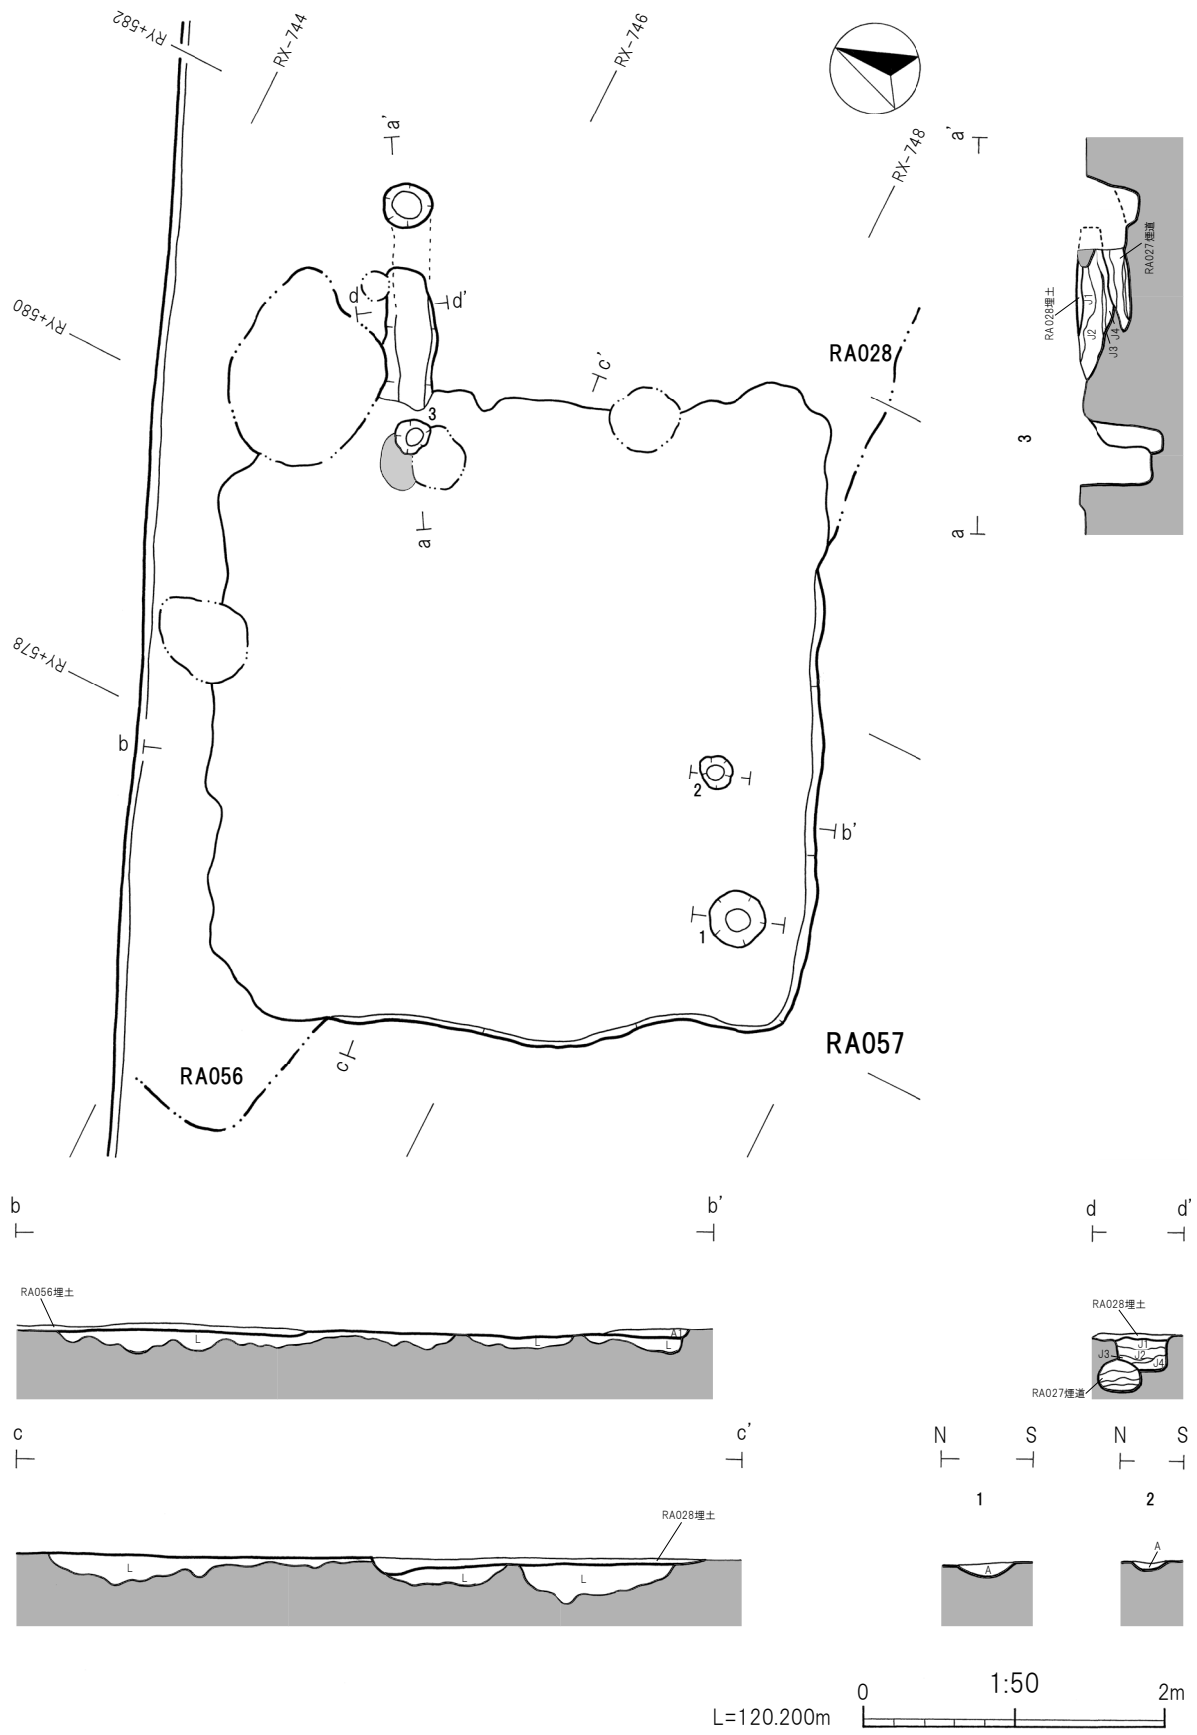 RY+582
RX-744
RX-746
RX-748
a'
a'
d
d'
RY+580
c'
RA028
3
RA027煙道
RA028埋土
J1
J2
J3
J4
3
a
a
RY+578
b
2
b'
1
RA057
c
RA056
b
b'
d
d'
RA056埋土
L
L
A
L
RA028埋土
J1
J3
J2
J4
RA027煙道
c
c'
N
S
N
S
1
2
RA028埋土
L
L
L
A
A
0
1:50
2m
L=120.200m